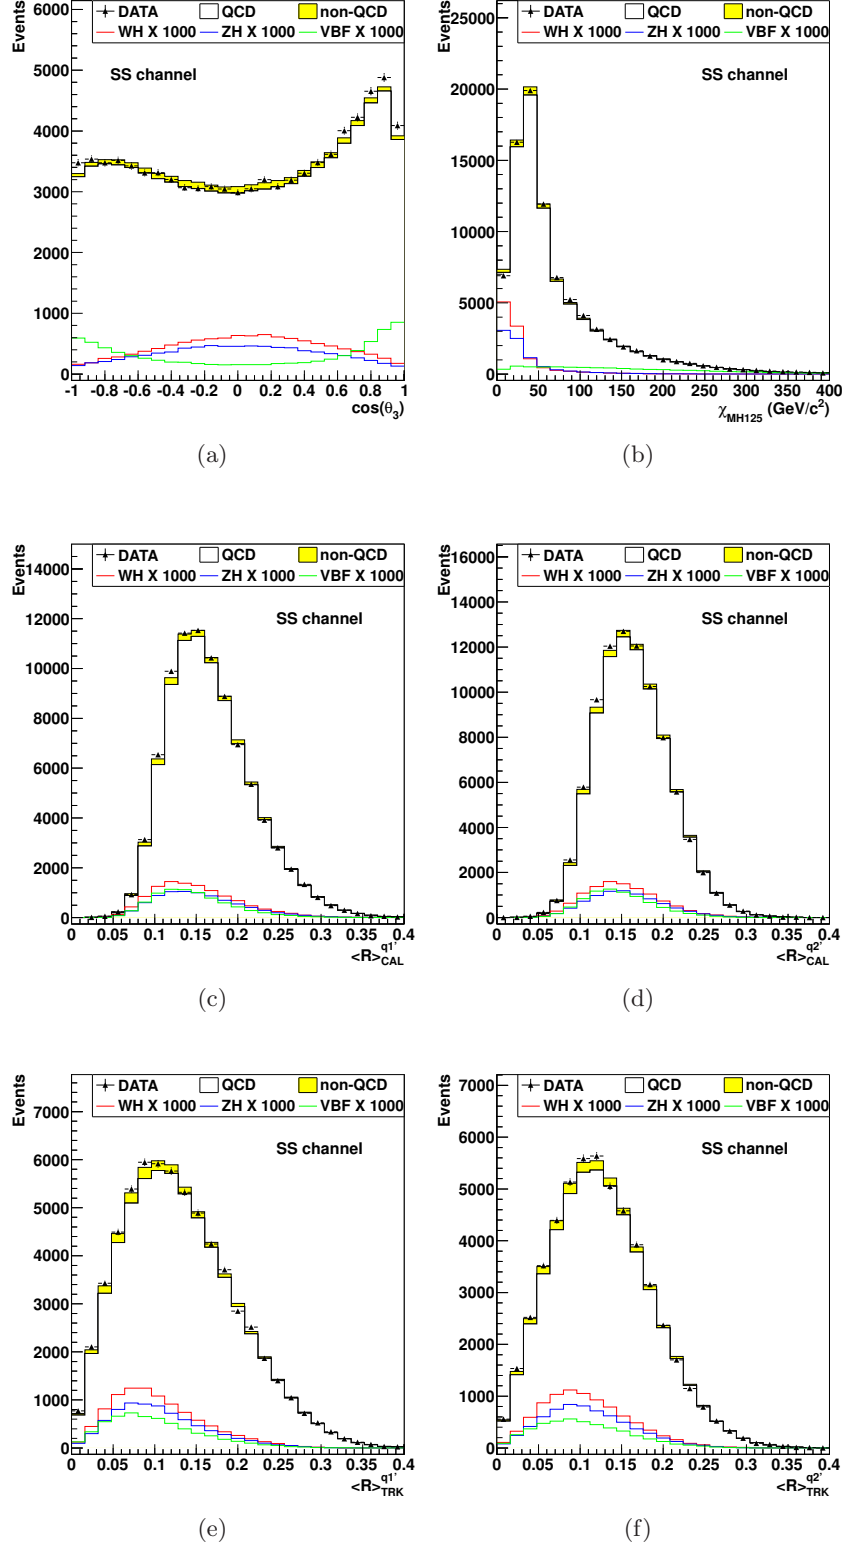 Events
6000
5000
4000
3000
2000
1000
0
DATA QCD non-QCD
WH X 1000 ZH X 1000 VBF X 1000
SS channel
-1 -0.8 -0.6 -0.4 -0.2 0 0.2 0.4 0.6 0.8 1
cos(θ3)
(a)
Events
25000
20000
15000
10000
5000
0
DATA QCD non-QCD
WH X 1000 ZH X 1000 VBF X 1000
SS channel
0 50 100 150 200 250 300 350 400
χMH125 (GeV/c²)
(b)
Events
14000
12000
10000
8000
6000
4000
2000
0
DATA QCD non-QCD
WH X 1000 ZH X 1000 VBF X 1000
SS channel
0 0.05 0.1 0.15 0.2 0.25 0.3 0.35 0.4
<R>q1'CAL
(c)
Events
16000
14000
12000
10000
8000
6000
4000
2000
0
DATA QCD non-QCD
WH X 1000 ZH X 1000 VBF X 1000
SS channel
0 0.05 0.1 0.15 0.2 0.25 0.3 0.35 0.4
<R>q2'CAL
(d)
Events
7000
6000
5000
4000
3000
2000
1000
0
DATA QCD non-QCD
WH X 1000 ZH X 1000 VBF X 1000
SS channel
0 0.05 0.1 0.15 0.2 0.25 0.3 0.35 0.4
<R>q1'TRK
(e)
Events
7000
6000
5000
4000
3000
2000
1000
0
DATA QCD non-QCD
WH X 1000 ZH X 1000 VBF X 1000
SS channel
0 0.05 0.1 0.15 0.2 0.25 0.3 0.35 0.4
<R>q2'TRK
(f)